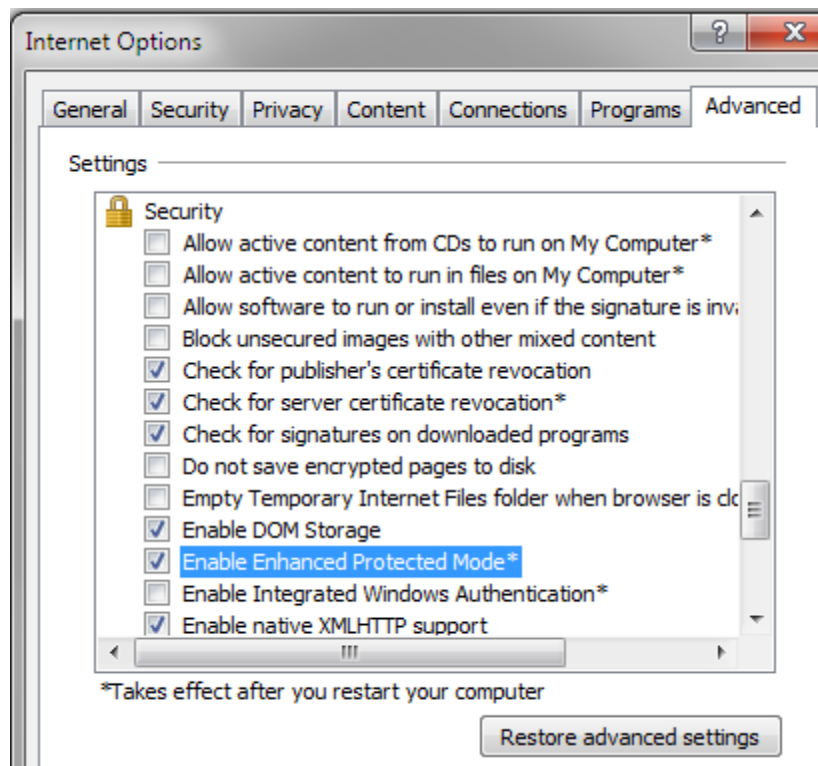 Internet Options
?
X
General Security Privacy Content Connections Programs Advanced
Settings
Security
Allow active content from CDs to run on My Computer*
Allow active content to run in files on My Computer*
Allow software to run or install even if the signature is
Block unsecured images with other mixed content
Check for publisher's certificate revocation
Check for server certificate revocation*
Check for signatures on downloaded programs
Do not save encrypted pages to disk
Empty Temporary Internet Files folder when browser is
Enable DOM Storage
Enable Enhanced Protected Mode*
Enable Integrated Windows Authentication*
Enable native XMLHTTP support
*Takes effect after you restart your computer
Restore advanced settings